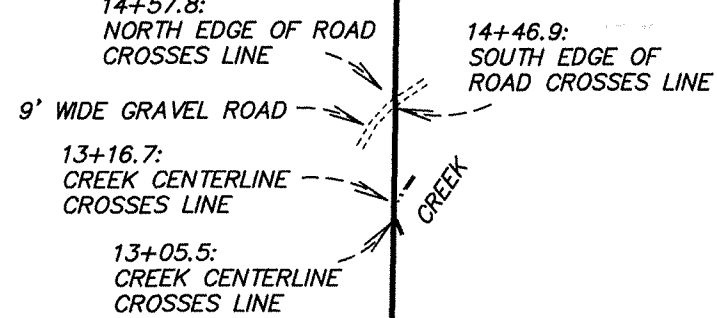 14+57.8:
NORTH EDGE OF ROAD
CROSSES LINE
14+46.9:
SOUTH EDGE OF
ROAD CROSSES LINE
9' WIDE GRAVEL ROAD
13+16.7:
CREEK CENTERLINE
CROSSES LINE
CREEK
13+05.5:
CREEK CENTERLINE
CROSSES LINE